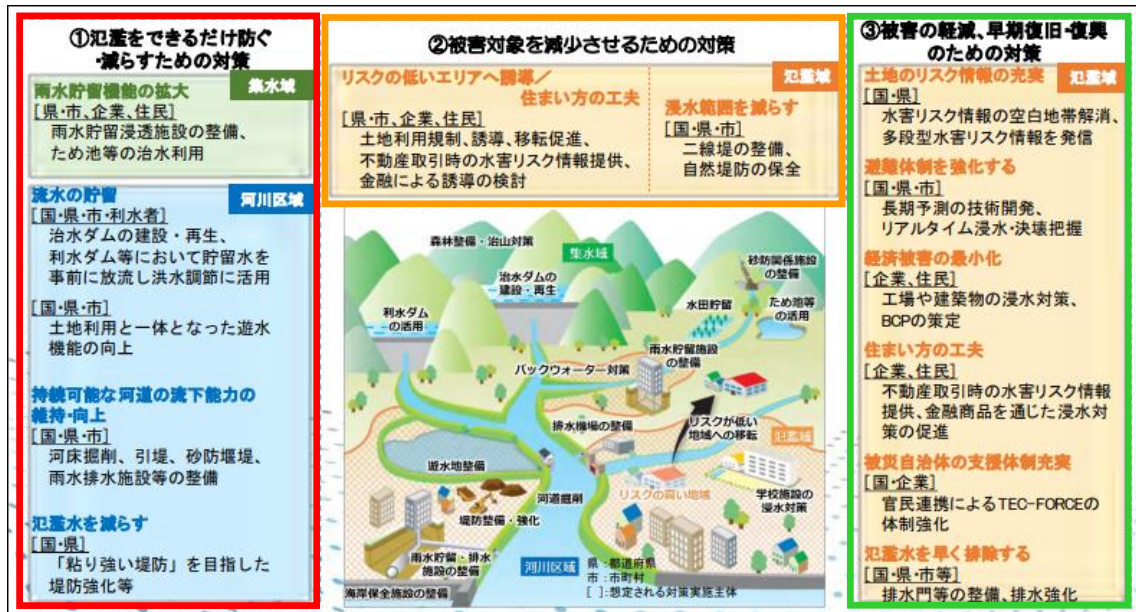 ①氾濫をできるだけ防ぐ
・減らすための対策
雨水貯留機能の拡大
集水域
[県・市、企業、住民]
雨水貯留浸透施設の整備、
ため池等の治水利用
流水の貯留
河川区域
[国・県・市・利水者]
治水ダムの建設・再生、
利水ダム等において貯留水を
事前に放流し洪水調節に活用
[国・県・市]
土地利用と一体となった遊水
機能の向上
持続可能な河道の流下能力の
維持・向上
[国・県・市]
河床掘削、引堤、砂防堰堤、
雨水排水施設等の整備
氾濫水を減らす
[国・県]
「粘り強い堤防」を目指した
堤防強化等
②被害対象を減少させるための対策
リスクの低いエリアへ誘導／
住まい方の工夫
[県・市、企業、住民]
土地利用規制、誘導、移転促進、
不動産取引時の水害リスク情報提供、
金融による誘導の検討
氾濫域
浸水範囲を減らす
[国・県・市]
二線堤の整備、
自然堤防の保全
森林整備・治山対策
集水域
治水ダムの
建設・再生
砂防関係施設
の整備
利水ダム
の活用
水田貯留
ため池等
の活用
雨水貯留施設
の整備
バックウォーター対策
排水機場の整備
リスクが低い
地域への移転
氾濫域
遊水地整備
河道掘削
リスクの高い地域
学校施設の
浸水対策
堤防整備・強化
雨水貯留・排水
施設の整備
河川区域
海岸保全施設の整備
県：都道府県
市：市町村
[ ]：想定される対策実施主体
③被害の軽減、早期復旧・復興
のための対策
土地のリスク情報の充実
氾濫域
[国・県]
水害リスク情報の空白地帯解消、
多段型水害リスク情報を発信
避難体制を強化する
[国・県・市]
長期予測の技術開発、
リアルタイム浸水・決壊把握
経済被害の最小化
[企業、住民]
工場や建築物の浸水対策、
BCPの策定
住まい方の工夫
[企業、住民]
不動産取引時の水害リスク情報
提供、金融商品を通じた浸水対
策の促進
被災自治体の支援体制充実
[国・企業]
官民連携によるTEC-FORCEの
体制強化
氾濫水を早く排除する
[国・県・市等]
排水門等の整備、排水強化